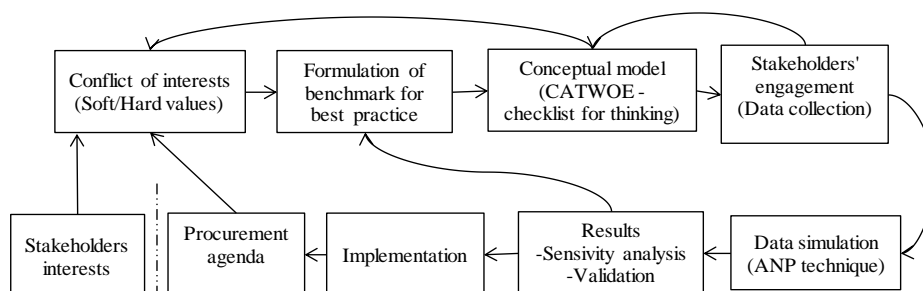 Conflict of interests
(Soft/Hard values)
Formulation of
benchmark for
best practice
Conceptual model
(CATWOE -
checklist for thinking)
Stakeholders'
engagement
(Data collection)
Stakeholders
interests
Procurement
agenda
Implementation
Results
-Sensivity analysis
-Validation
Data simulation
(ANP technique)